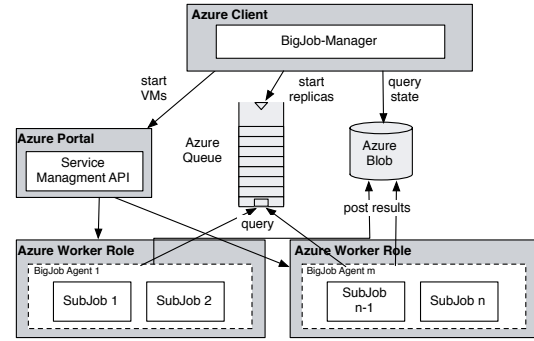 Azure Client
BigJob-Manager
start
VMs
start
replicas
query
state
Azure Portal
Service
Managment API
Azure
Queue
Azure
Blob
query
post results
Azure Worker Role
BigJob Agent 1
SubJob 1
SubJob 2
Azure Worker Role
BigJob Agent m
SubJob
n-1
SubJob n